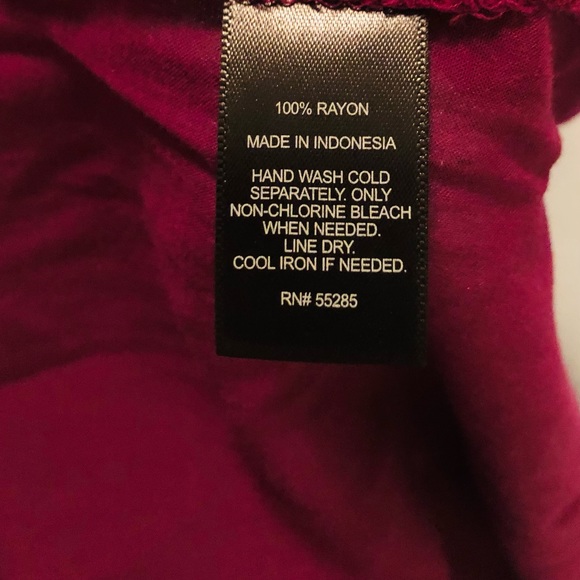 100% RAYON
MADE IN INDONESIA
HAND WASH COLD
SEPARATELY. ONLY
NON-CHLORINE BLEACH
WHEN NEEDED.
LINE DRY.
COOL IRON IF NEEDED.
RN# 55285